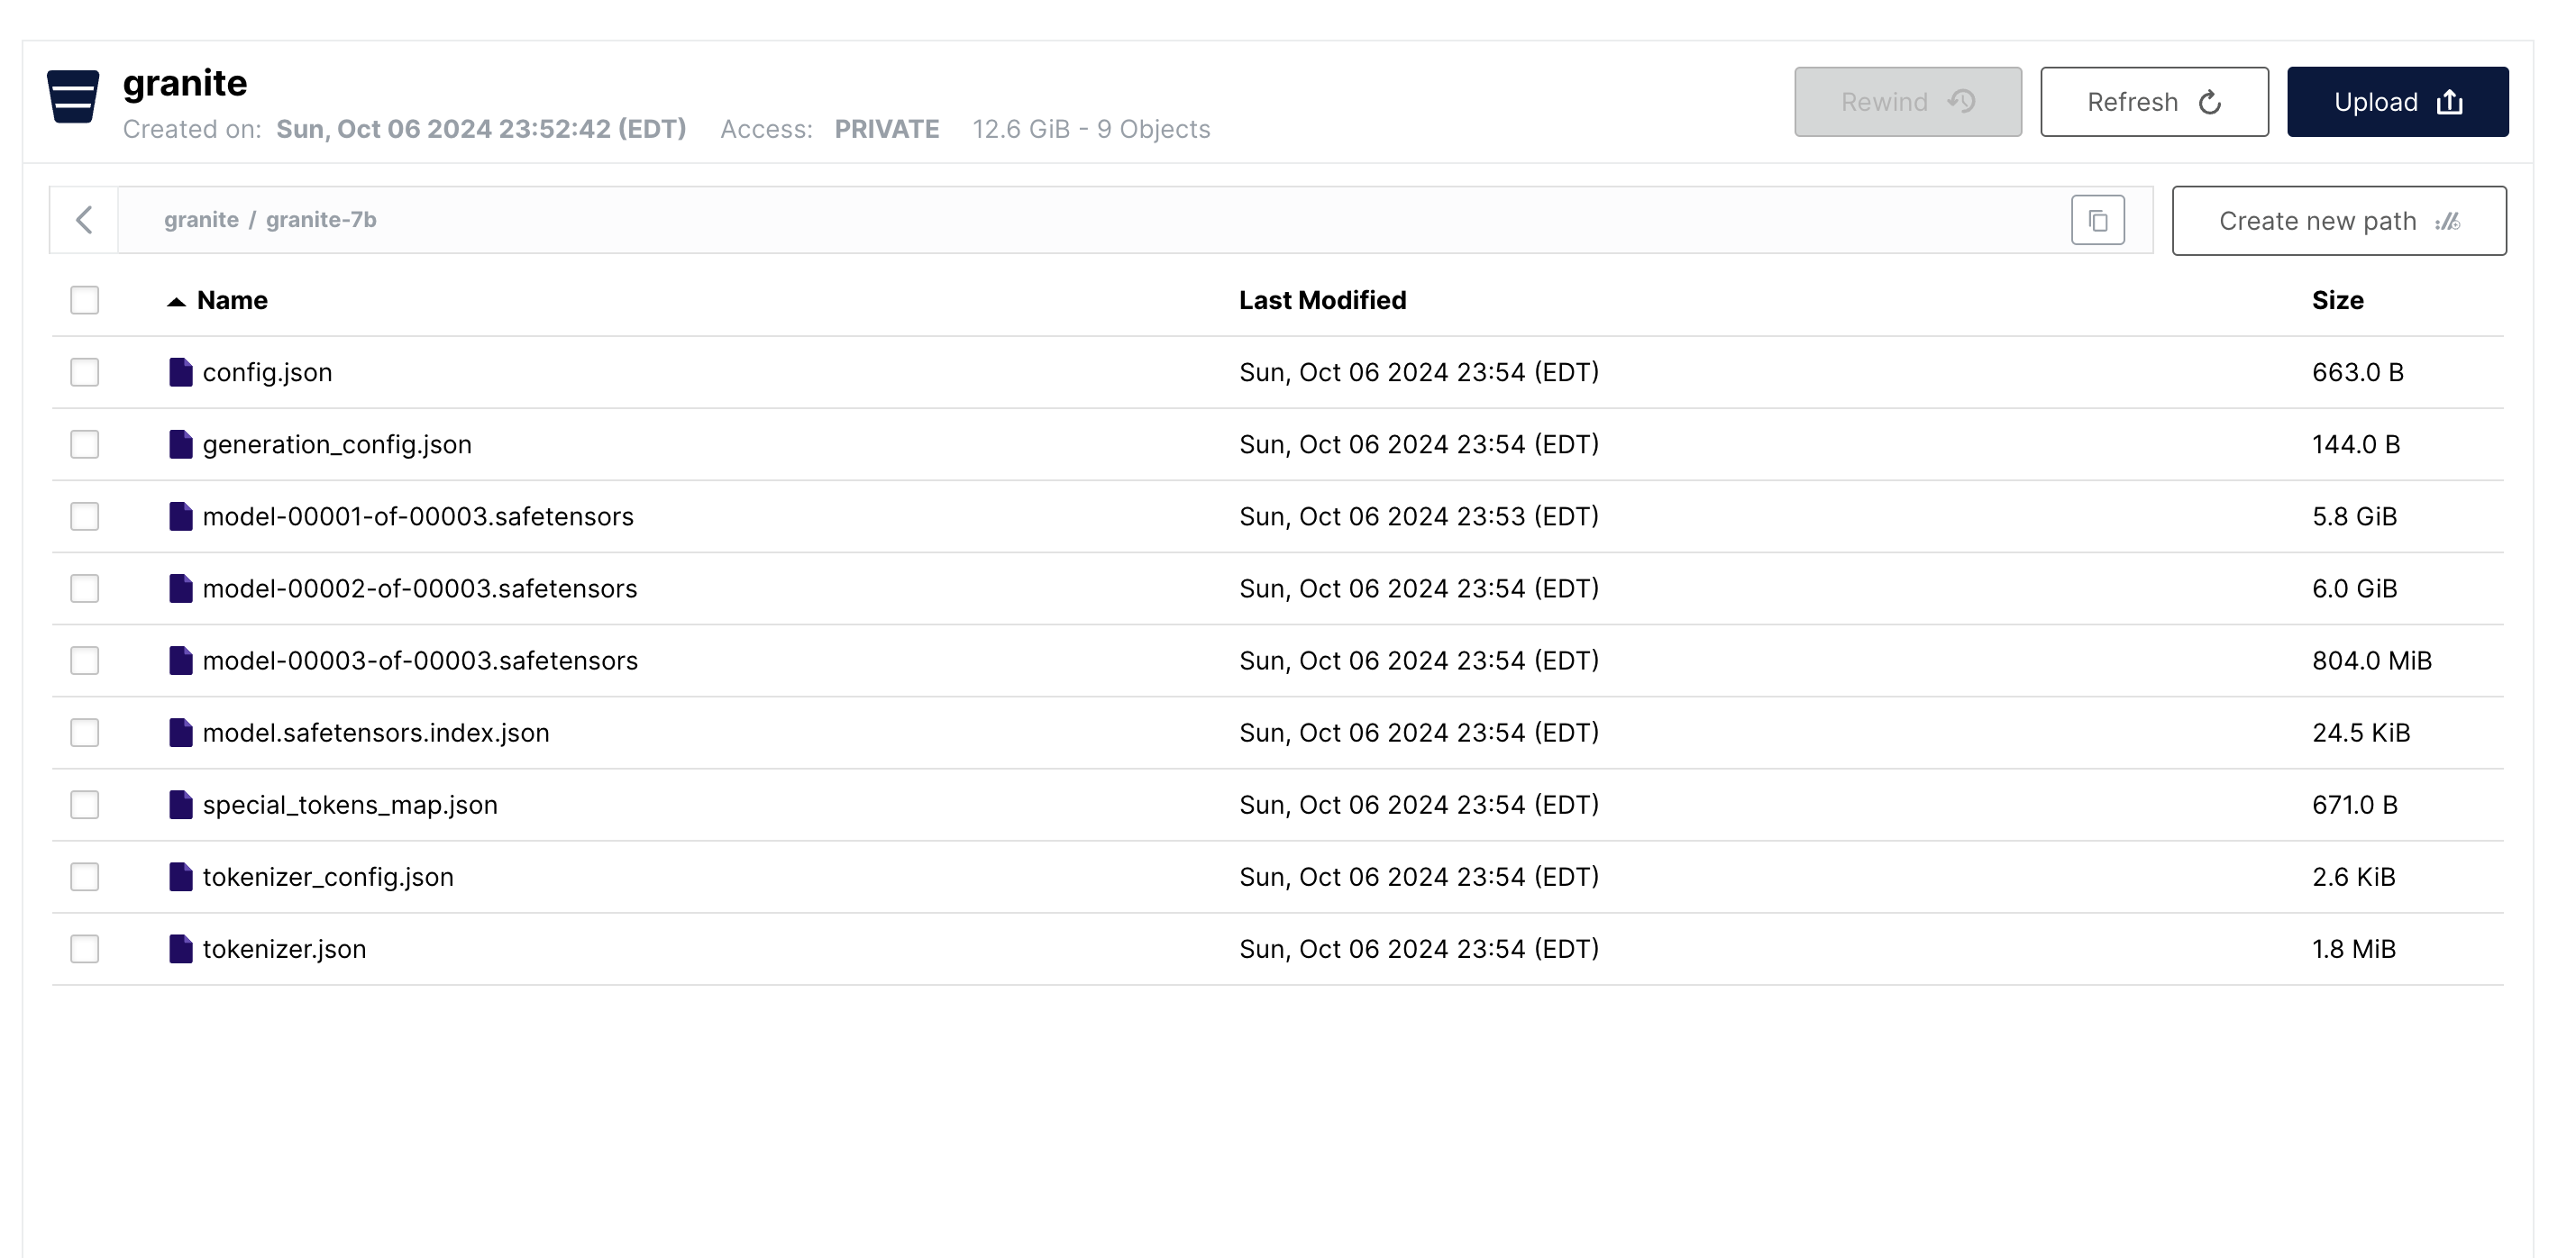 granite
Created on: Sun, Oct 06 2024 23:52:42 (EDT) Access: PRIVATE 12.6 GiB - 9 Objects
Rewind Refresh Upload
granite / granite-7b
Create new path
Name Last Modified Size
config.json Sun, Oct 06 2024 23:54 (EDT) 663.0 B
generation_config.json Sun, Oct 06 2024 23:54 (EDT) 144.0 B
model-00001-of-00003.safetensors Sun, Oct 06 2024 23:53 (EDT) 5.8 GiB
model-00002-of-00003.safetensors Sun, Oct 06 2024 23:54 (EDT) 6.0 GiB
model-00003-of-00003.safetensors Sun, Oct 06 2024 23:54 (EDT) 804.0 MiB
model.safetensors.index.json Sun, Oct 06 2024 23:54 (EDT) 24.5 KiB
special_tokens_map.json Sun, Oct 06 2024 23:54 (EDT) 671.0 B
tokenizer_config.json Sun, Oct 06 2024 23:54 (EDT) 2.6 KiB
tokenizer.json Sun, Oct 06 2024 23:54 (EDT) 1.8 MiB